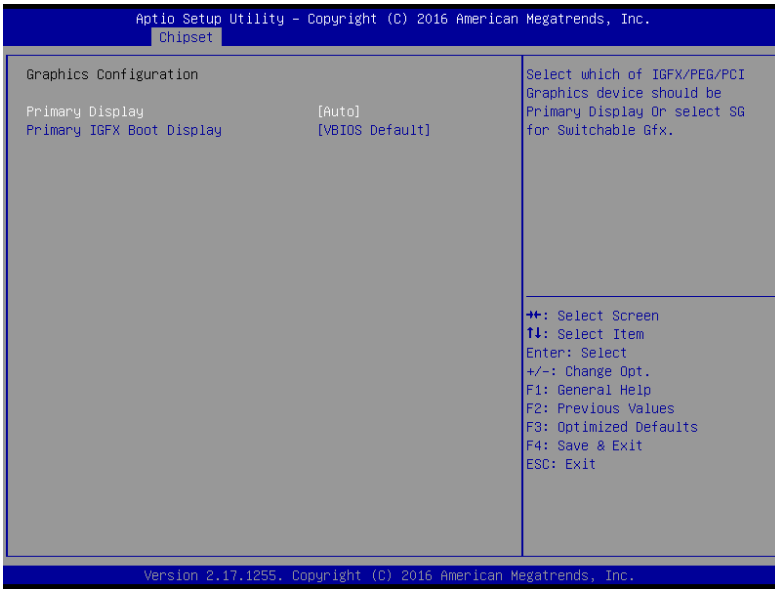 Aptio Setup Utility – Copyright (C) 2016 American Megatrends, Inc.
Chipset
Graphics Configuration
Primary Display [Auto]
Primary IGFX Boot Display [VBIOS Default]
Select which of IGFX/PEG/PCI
Graphics device should be
Primary Display Or select SG
for Switchable Gfx.
→←: Select Screen
↑↓: Select Item
Enter: Select
+/-: Change Opt.
F1: General Help
F2: Previous Values
F3: Optimized Defaults
F4: Save & Exit
ESC: Exit
Version 2.17.1255. Copyright (C) 2016 American Megatrends, Inc.